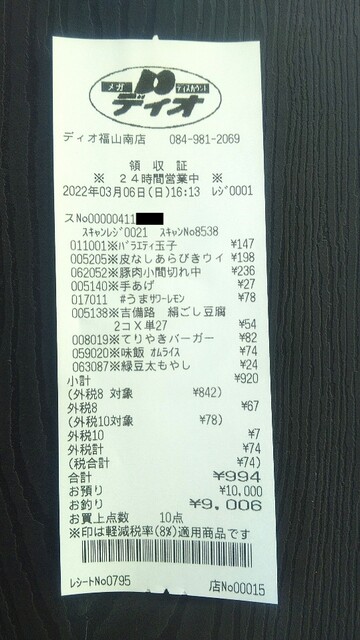 メガ ディスカウント
ディオ
ディオ福山南店 084-981-2069
領収証
※ 24時間営業中 ※
2022年03月06日(日)16:13 レジ0001
スNo00000411
スキャンレジ0021 スキャンNo8538
011001※バラエティ玉子 ¥147
005205※皮なしあらびきウィ ¥198
062052※豚肉小間切れ中 ¥236
005140※手あげ ¥27
017011 #うまサワーレモン ¥78
005138※吉備路 絹ごし豆腐
2コX単27 ¥54
008019※てりやきバーガー ¥82
059020※味飯 オムライス ¥74
063087※緑豆太もやし ¥24
小計 ¥920
(外税8 対象 ¥842)
外税8 ¥67
(外税10対象 ¥78)
外税10 ¥7
外税計 ¥74
(税合計 ¥74)
合計 ¥994
お預り ¥10,000
お釣り ¥9,006
お買上点数 10点
※印は軽減税率(8%)適用商品です
レシートNo0795 店No00015